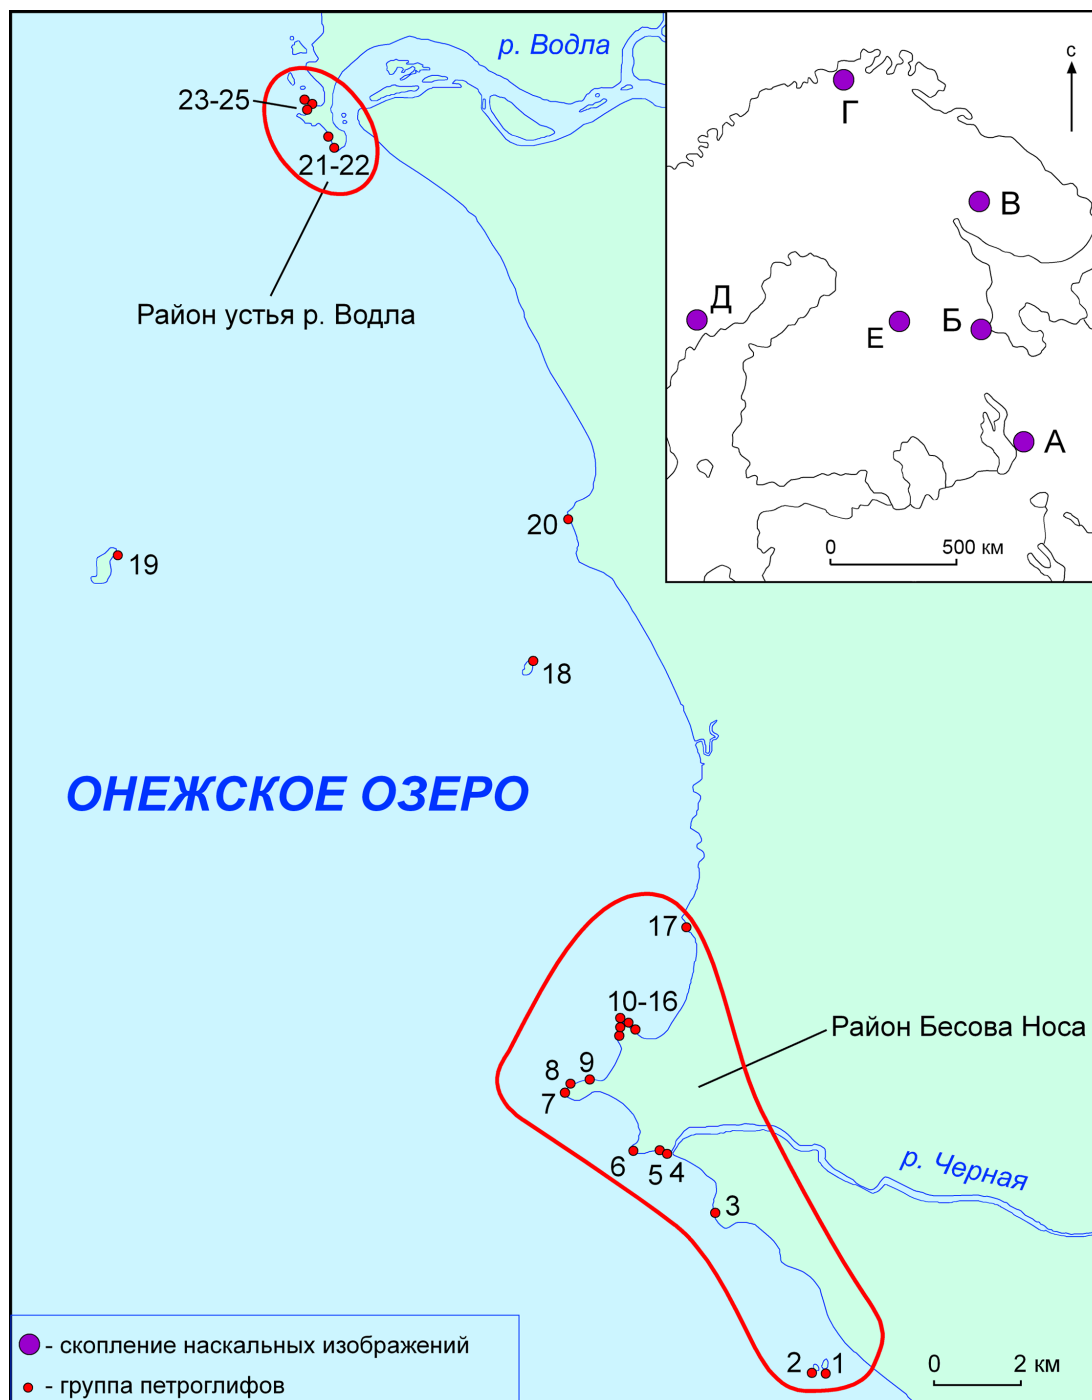 р. Водла
с
23-25
Г
21-22
В
Район устья р. Водла
Д
Б
Е
А
20
0
500 км
19
18
ОНЕЖСКОЕ ОЗЕРО
17
10-16
Район Бесова Носа
8
9
7
6
5
4
р. Черная
3
2
1
0
2 км
- скопление наскальных изображений
- группа петроглифов